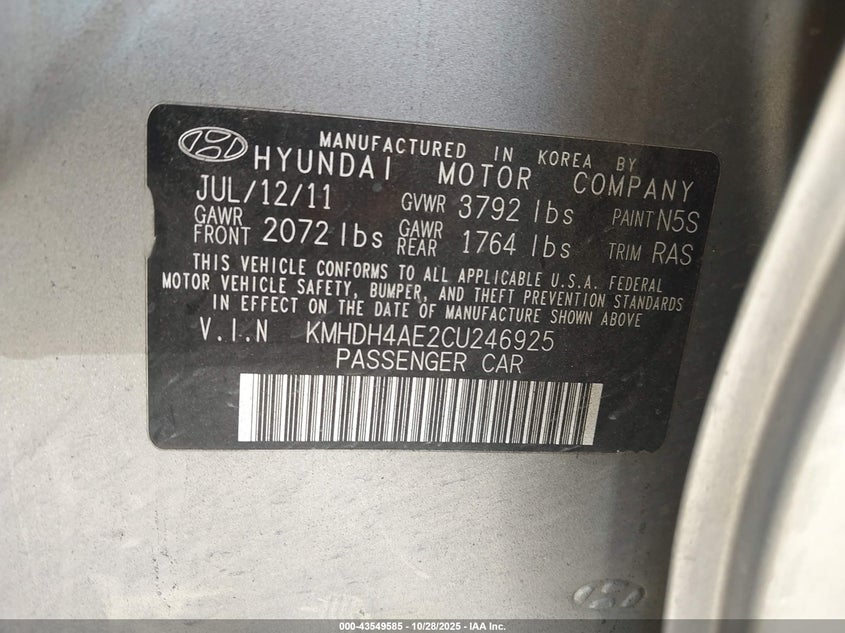 MANUFACTURED IN KOREA BY
HYUNDAI MOTOR COMPANY
JUL/12/11 GVWR 3792 lbs PAINT N5S
GAWR FRONT 2072 lbs GAWR REAR 1764 lbs TRIM RAS
THIS VEHICLE CONFORMS TO ALL APPLICABLE U.S.A. FEDERAL
MOTOR VEHICLE SAFETY, BUMPER, AND THEFT PREVENTION STANDARDS
IN EFFECT ON THE DATE OF MANUFACTURE SHOWN ABOVE
V.I.N KMHDH4AE2CU246925
PASSENGER CAR
000-43549585 - 10/28/2025 - IAA Inc.